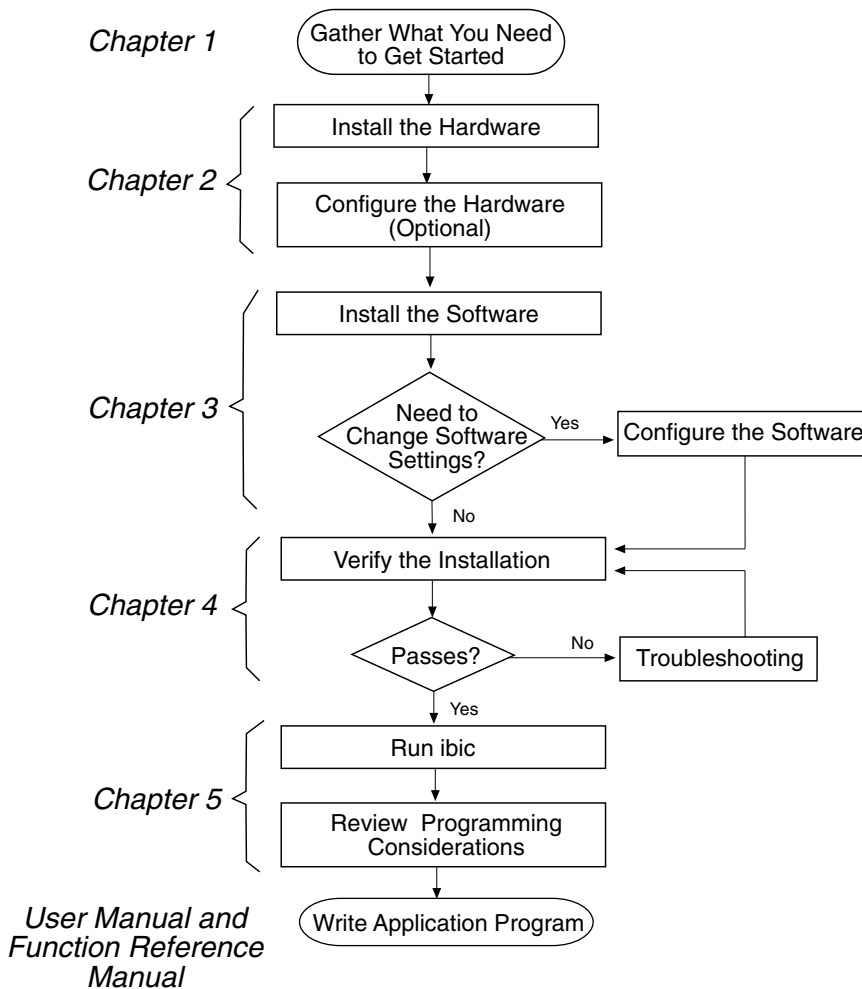 Chapter 1
Gather What You Need
to Get Started
Chapter 2
Install the Hardware
Configure the Hardware
(Optional)
Chapter 3
Install the Software
Need to
Change Software
Settings?
Yes
Configure the Software
No
Chapter 4
Verify the Installation
Passes?
No
Troubleshooting
Yes
Chapter 5
Run ibic
Review Programming
Considerations
User Manual and
Function Reference
Manual
Write Application Program